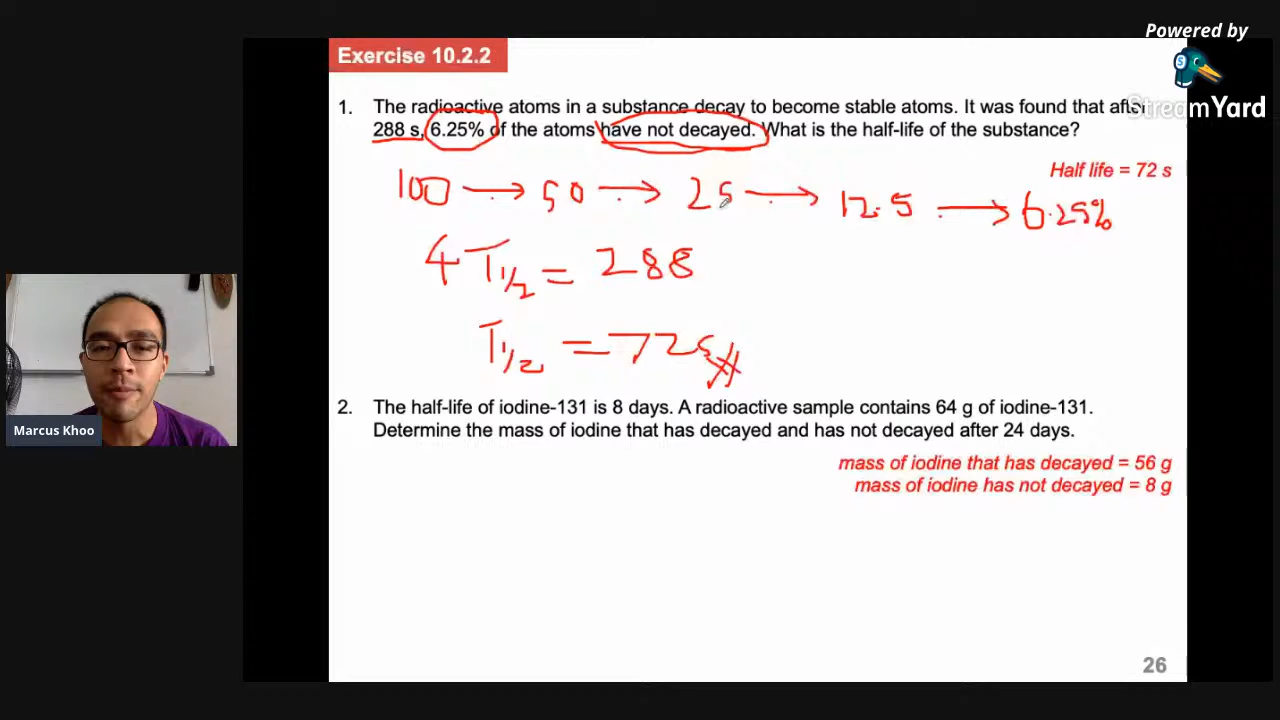 Powered by
StreamYard
Exercise 10.2.2
1. The radioactive atoms in a substance decay to become stable atoms. It was found that after
288 s, 6.25% of the atoms have not decayed. What is the half-life of the substance?
Half life = 72 s
100 → 50 → 25 → 12.5 → 6.25%
4 T1/2 = 288
T1/2 = 72s
2. The half-life of iodine-131 is 8 days. A radioactive sample contains 64 g of iodine-131.
Determine the mass of iodine that has decayed and has not decayed after 24 days.
mass of iodine that has decayed = 56 g
mass of iodine has not decayed = 8 g
Marcus Khoo
26